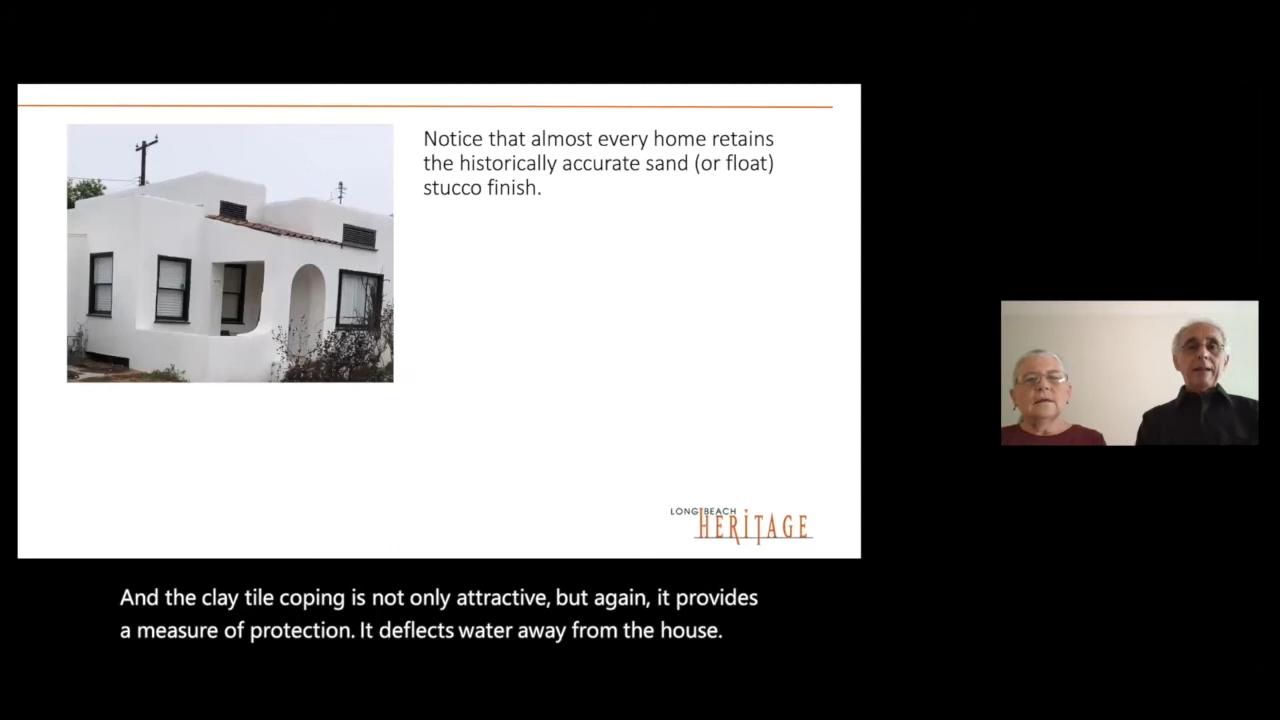 Notice that almost every home retains
the historically accurate sand (or float)
stucco finish.
LONG BEACH
HERITAGE
And the clay tile coping is not only attractive, but again, it provides
a measure of protection. It deflects water away from the house.